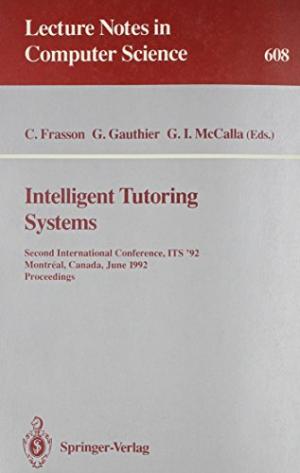 Lecture Notes in
Computer Science
608
C. Frasson G. Gauthier G. I. McCalla (Eds.)
Intelligent Tutoring
Systems
Second International Conference, ITS '92
Montréal, Canada, June 1992
Proceedings
Springer-Verlag